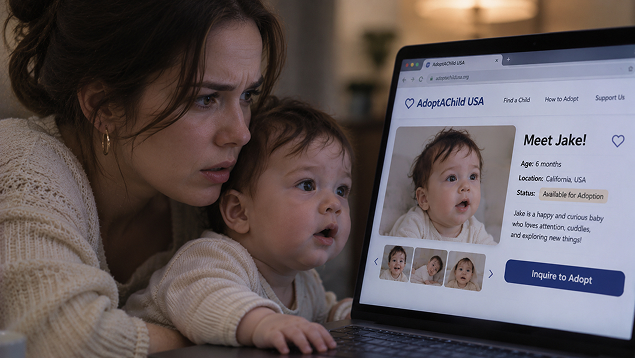 AdoptAChild USA
adoptachildusa.org
AdoptAChild USA
Find a Child
How to Adopt
Support Us
Meet Jake!
Age: 6 months
Location: California, USA
Status: Available for Adoption
Jake is a happy and curious baby
who loves attention, cuddles,
and exploring new things!
Inquire to Adopt